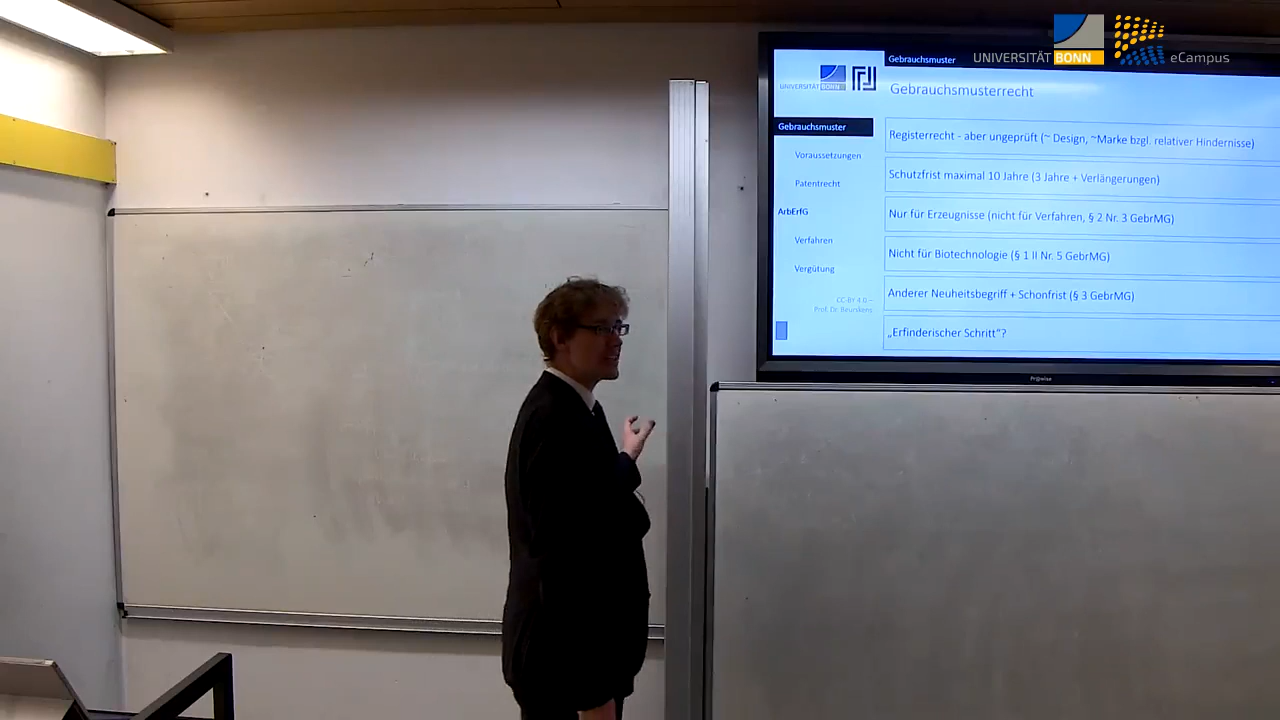 UNIVERSITÄT BONN
eCampus
Gebrauchsmuster
UNIVERSITÄT BONN
Gebrauchsmusterrecht
Gebrauchsmuster
Voraussetzungen
Patentrecht
ArbErfG
Verfahren
Vergütung
CC-BY 4.0 –
Prof. Dr. Beurskens
Registerrecht - aber ungeprüft (~ Design, ~Marke bzgl. relativer Hindernisse)
Schutzfrist maximal 10 Jahre (3 Jahre + Verlängerungen)
Nur für Erzeugnisse (nicht für Verfahren, § 2 Nr. 3 GebrMG)
Nicht für Biotechnologie (§ 1 II Nr. 5 GebrMG)
Anderer Neuheitsbegriff + Schonfrist (§ 3 GebrMG)
„Erfinderischer Schritt"?
Prowise